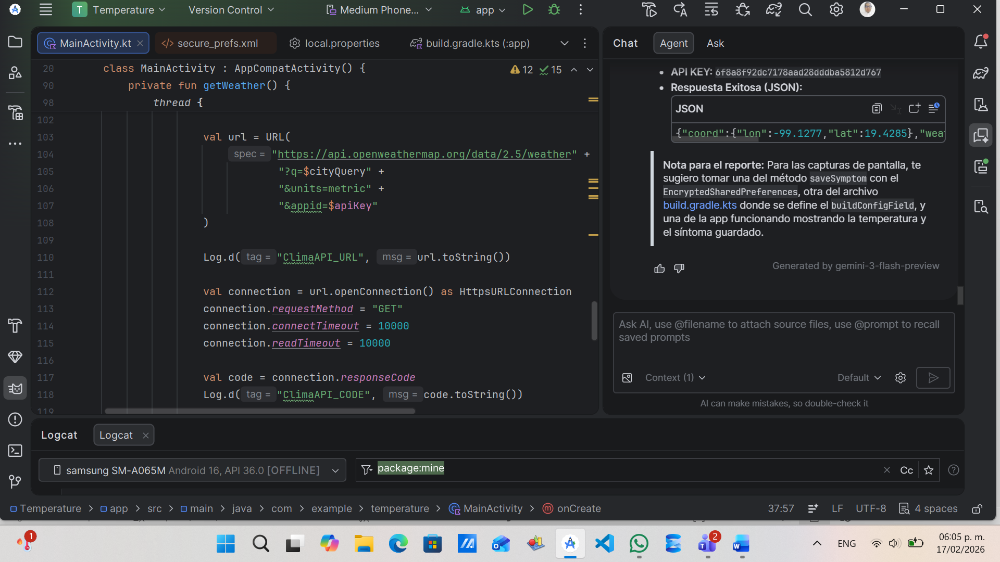 T Temperature
Version Control
Medium Phone...
app
MainActivity.kt
secure_prefs.xml
local.properties
build.gradle.kts (:app)
20 class MainActivity : AppCompatActivity() {
12 15
90 private fun getWeather() {
98 thread {
102
103 val url = URL(
104 spec = "https://api.openweathermap.org/data/2.5/weather" +
105 "?q=$cityQuery" +
106 "&units=metric" +
107 "&appid=$apiKey"
108 )
109
110 Log.d( tag = "ClimaAPI_URL", msg = url.toString())
111
112 val connection = url.openConnection() as HttpsURLConnection
113 connection.requestMethod = "GET"
114 connection.connectTimeout = 10000
115 connection.readTimeout = 10000
116
117 val code = connection.responseCode
118 Log.d( tag = "ClimaAPI_CODE", msg = code.toString())
119
Chat Agent Ask
• API KEY: 6f8a8f92dc7178aad28dddba5812d767
• Respuesta Exitosa (JSON):
JSON
{"coord":{"lon":-99.1277,"lat":19.4285},"wea
Nota para el reporte: Para las capturas de pantalla, te
sugiero tomar una del método saveSymptom con el
EncryptedSharedPreferences, otra del archivo
build.gradle.kts donde se define el buildConfigField, y
una de la app funcionando mostrando la temperatura y
el síntoma guardado.
Generated by gemini-3-flash-preview
Ask AI, use @filename to attach source files, use @prompt to recall
saved prompts
Context (1)
Default
AI can make mistakes, so double-check it
Logcat
Logcat
samsung SM-A065M Android 16, API 36.0 [OFFLINE]
package:mine
Cc
Temperature > app > src > main > java > com > example > temperature > MainActivity > onCreate
37:57 LF UTF-8 4 spaces
1
2
ENG
06:05 p. m.
17/02/2026